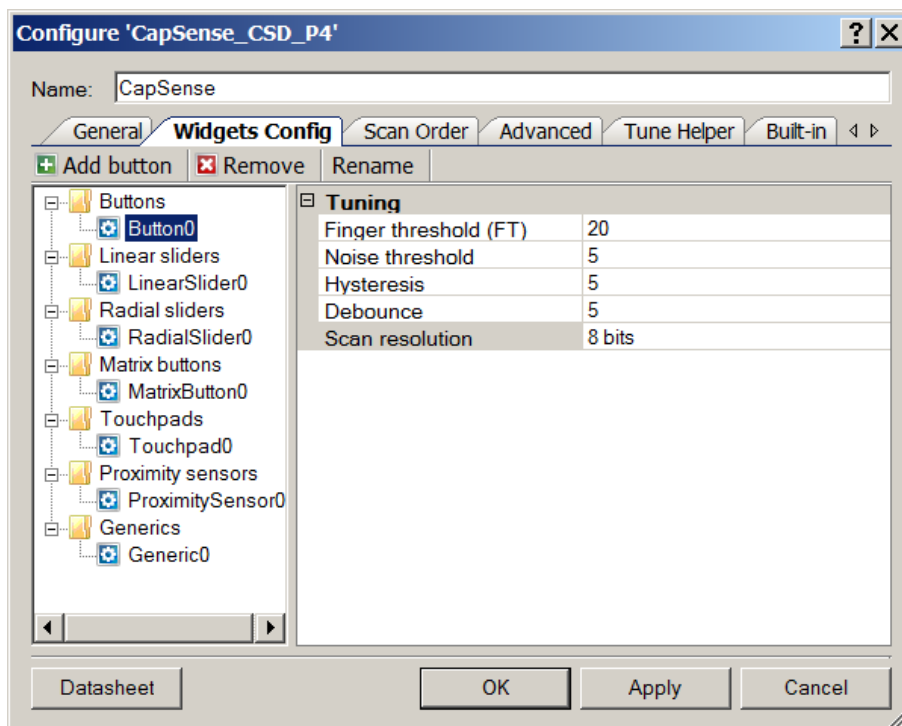 Configure 'CapSense_CSD_P4'
Name: CapSense
General Widgets Config Scan Order Advanced Tune Helper Built-in
Add button Remove Rename
Buttons
Button0
Linear sliders
LinearSlider0
Radial sliders
RadialSlider0
Matrix buttons
MatrixButton0
Touchpads
Touchpad0
Proximity sensors
ProximitySensor0
Generics
Generic0
Tuning
Finger threshold (FT) 20
Noise threshold 5
Hysteresis 5
Debounce 5
Scan resolution 8 bits
Datasheet OK Apply Cancel